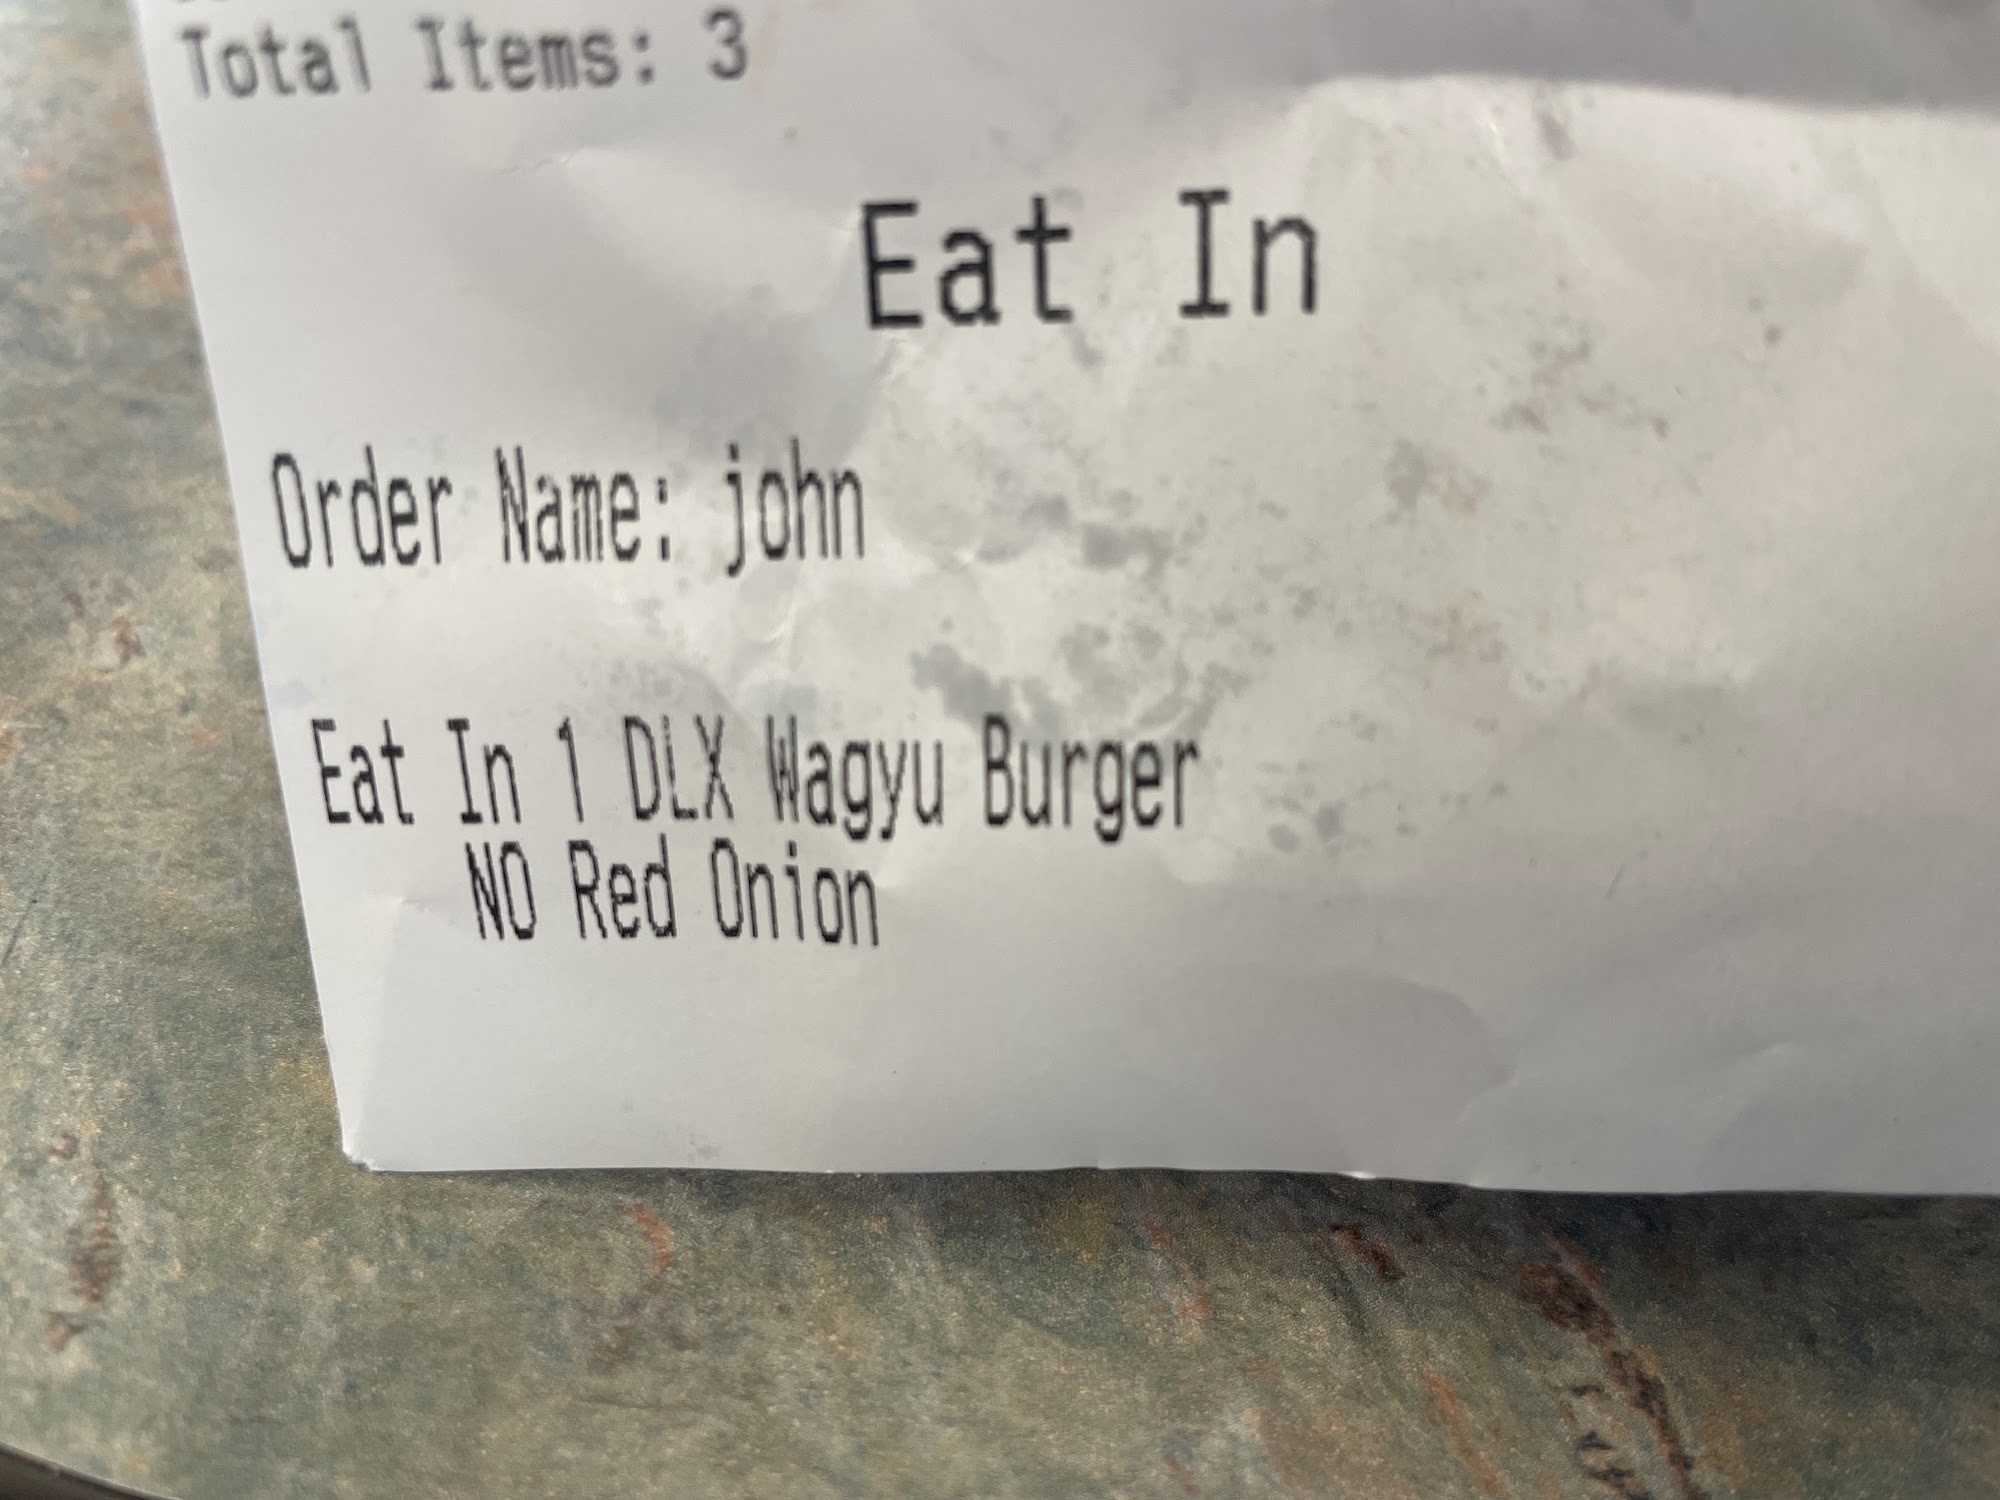 Total Items: 3
Eat In
Order Name: john
Eat In 1 DLX Wagyu Burger
NO Red Onion